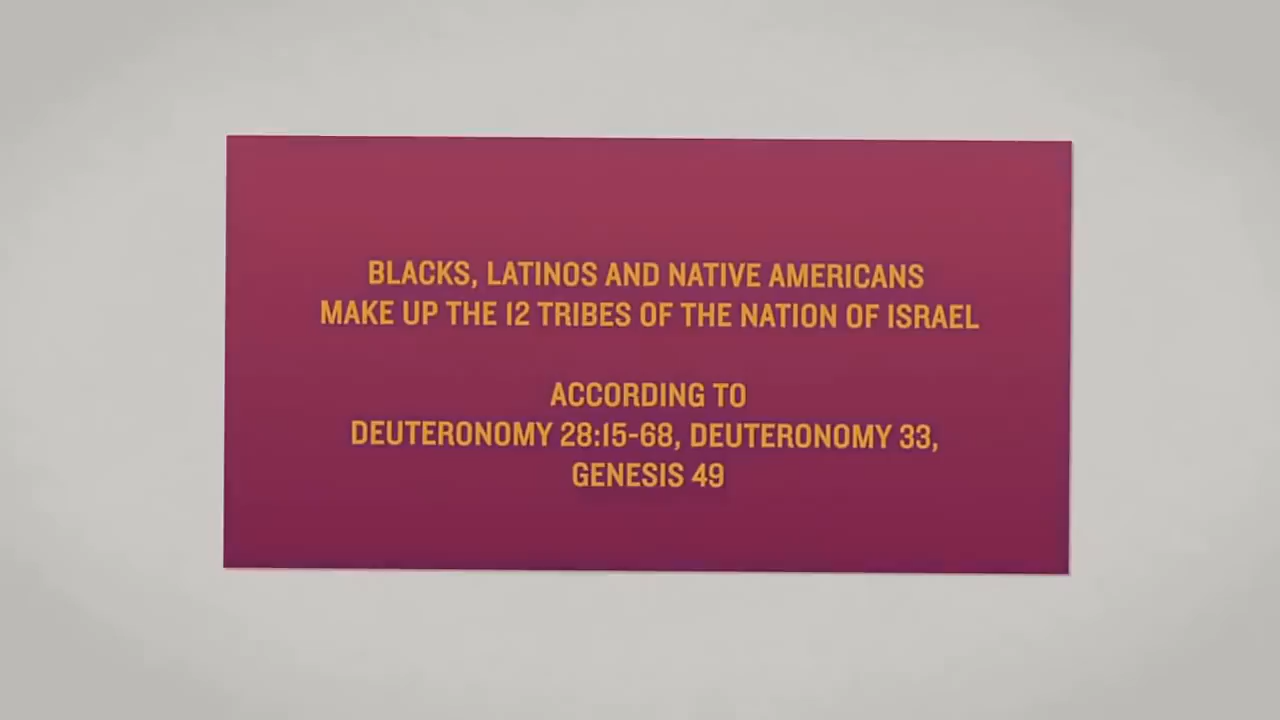 BLACKS, LATINOS AND NATIVE AMERICANS
MAKE UP THE 12 TRIBES OF THE NATION OF ISRAEL
ACCORDING TO
DEUTERONOMY 28:15-68, DEUTERONOMY 33,
GENESIS 49